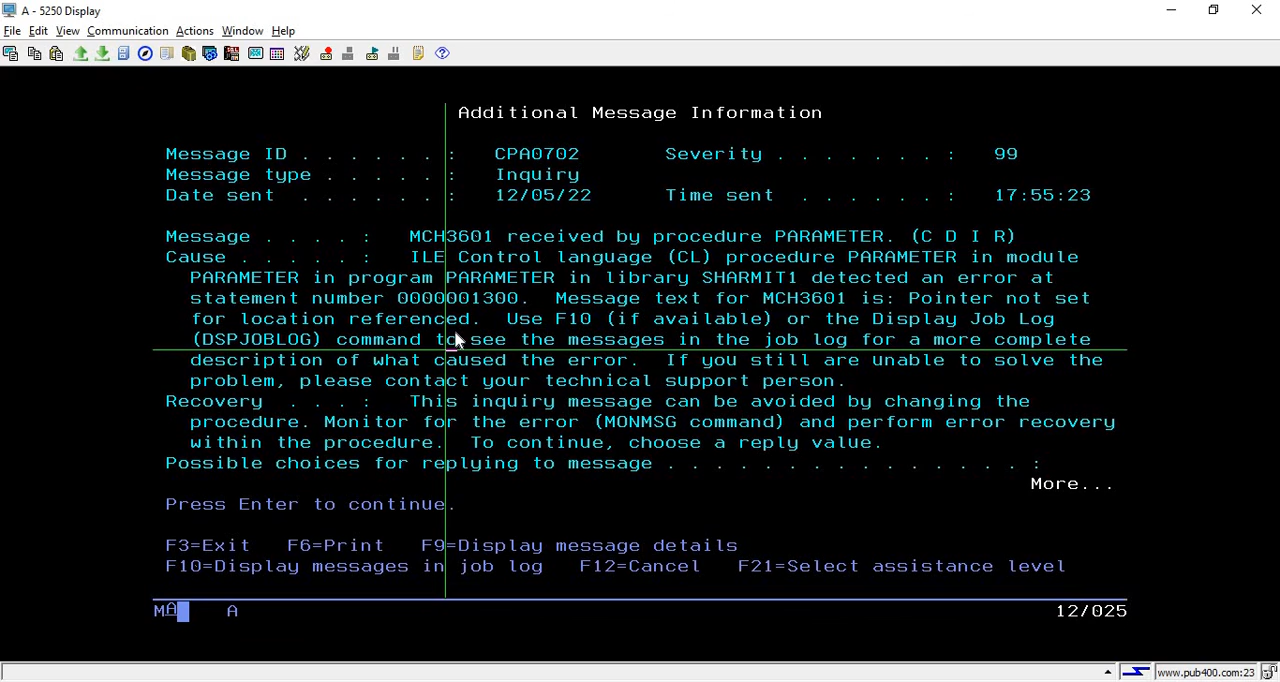 A - 5250 Display
File Edit View Communication Actions Window Help
Additional Message Information
Message ID . . . . . . : CPA0702 Severity . . . . . . . . : 99
Message type . . . . . : Inquiry
Date sent . . . . . . : 12/05/22 Time sent . . . . . . . : 17:55:23
Message . . . . : MCH3601 received by procedure PARAMETER. (C D I R)
Cause . . . . . : ILE Control language (CL) procedure PARAMETER in module
PARAMETER in program PARAMETER in library SHARMIT1 detected an error at
statement number 0000001300. Message text for MCH3601 is: Pointer not set
for location referenced. Use F10 (if available) or the Display Job Log
(DSPJOBLOG) command to see the messages in the job log for a more complete
description of what caused the error. If you still are unable to solve the
problem, please contact your technical support person.
Recovery . . . : This inquiry message can be avoided by changing the
procedure. Monitor for the error (MONMSG command) and perform error recovery
within the procedure. To continue, choose a reply value.
Possible choices for replying to message . . . . . . . . . . . . . . . :
More...
Press Enter to continue.
F3=Exit F6=Print F9=Display message details
F10=Display messages in job log F12=Cancel F21=Select assistance level
MA A 12/025
www.pub400.com:23